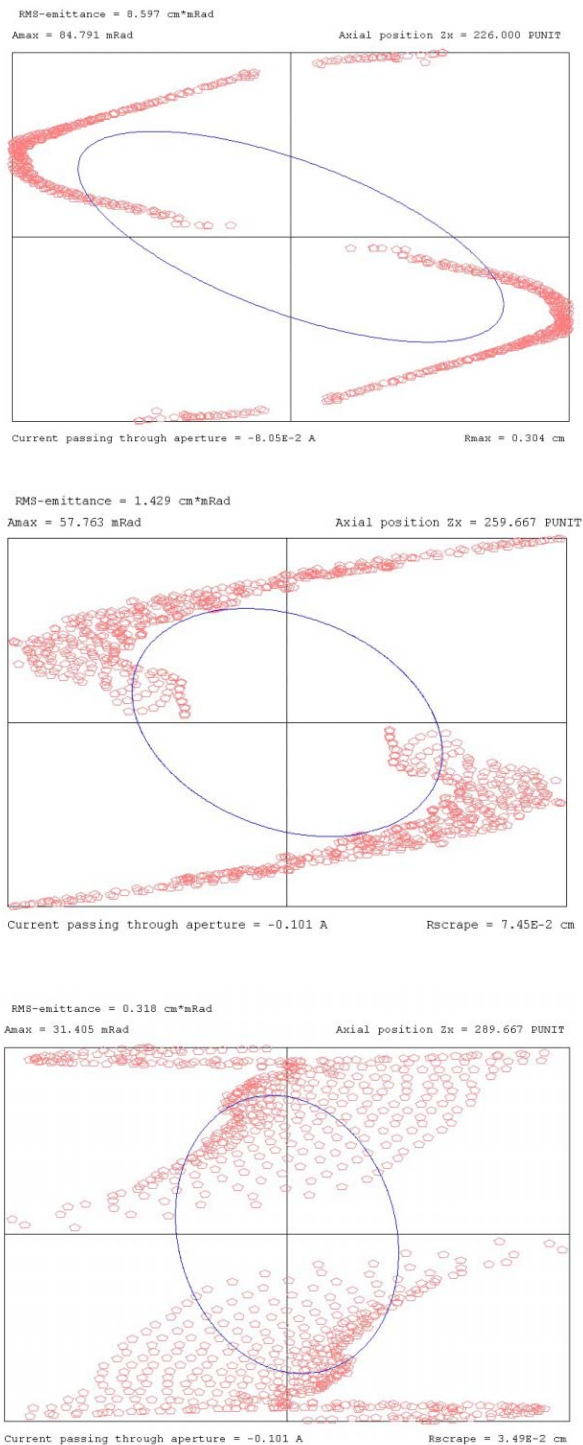 RMS-emittance = 8.597 cm*mRad
Amax = 84.791 mRad Axial position Zx = 226.000 PUNIT
Current passing through aperture = -8.05E-2 A Rmax = 0.304 cm
RMS-emittance = 1.429 cm*mRad
Amax = 57.763 mRad Axial position Zx = 259.667 PUNIT
Current passing through aperture = -0.101 A Rscrape = 7.45E-2 cm
RMS-emittance = 0.318 cm*mRad
Amax = 31.405 mRad Axial position Zx = 289.667 PUNIT
Current passing through aperture = -0.101 A Rscrape = 3.49E-2 cm